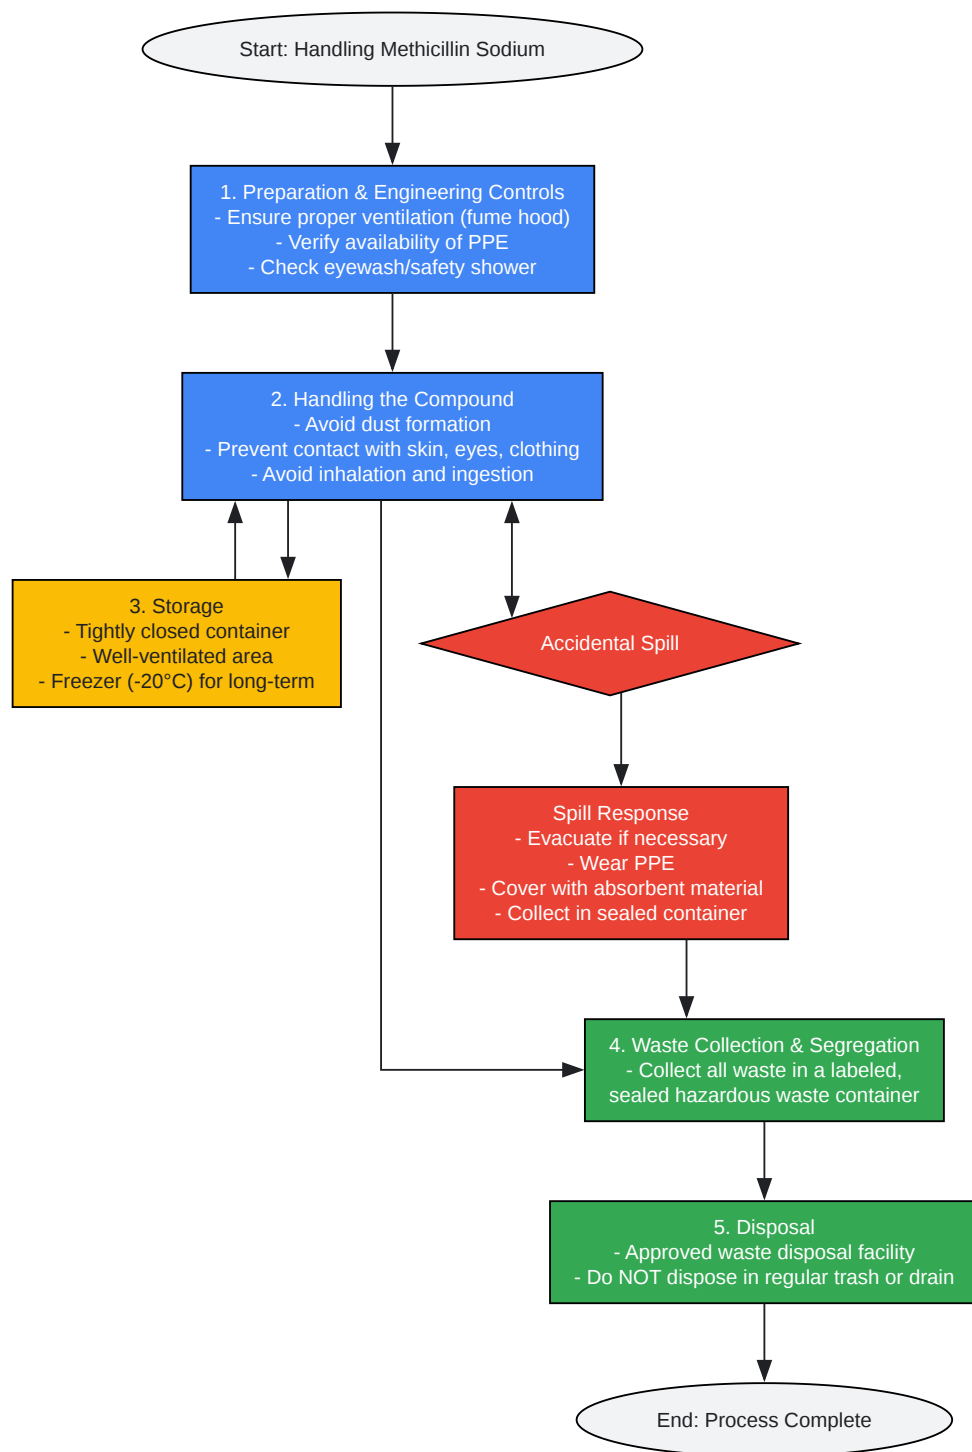 Start: Handling Methicillin Sodium
1. Preparation & Engineering Controls
- Ensure proper ventilation (fume hood)
- Verify availability of PPE
- Check eyewash/safety shower
2. Handling the Compound
- Avoid dust formation
- Prevent contact with skin, eyes, clothing
- Avoid inhalation and ingestion
3. Storage
- Tightly closed container
- Well-ventilated area
- Freezer (-20°C) for long-term
Accidental Spill
Spill Response
- Evacuate if necessary
- Wear PPE
- Cover with absorbent material
- Collect in sealed container
4. Waste Collection & Segregation
- Collect all waste in a labeled,
sealed hazardous waste container
5. Disposal
- Approved waste disposal facility
- Do NOT dispose in regular trash or drain
End: Process Complete